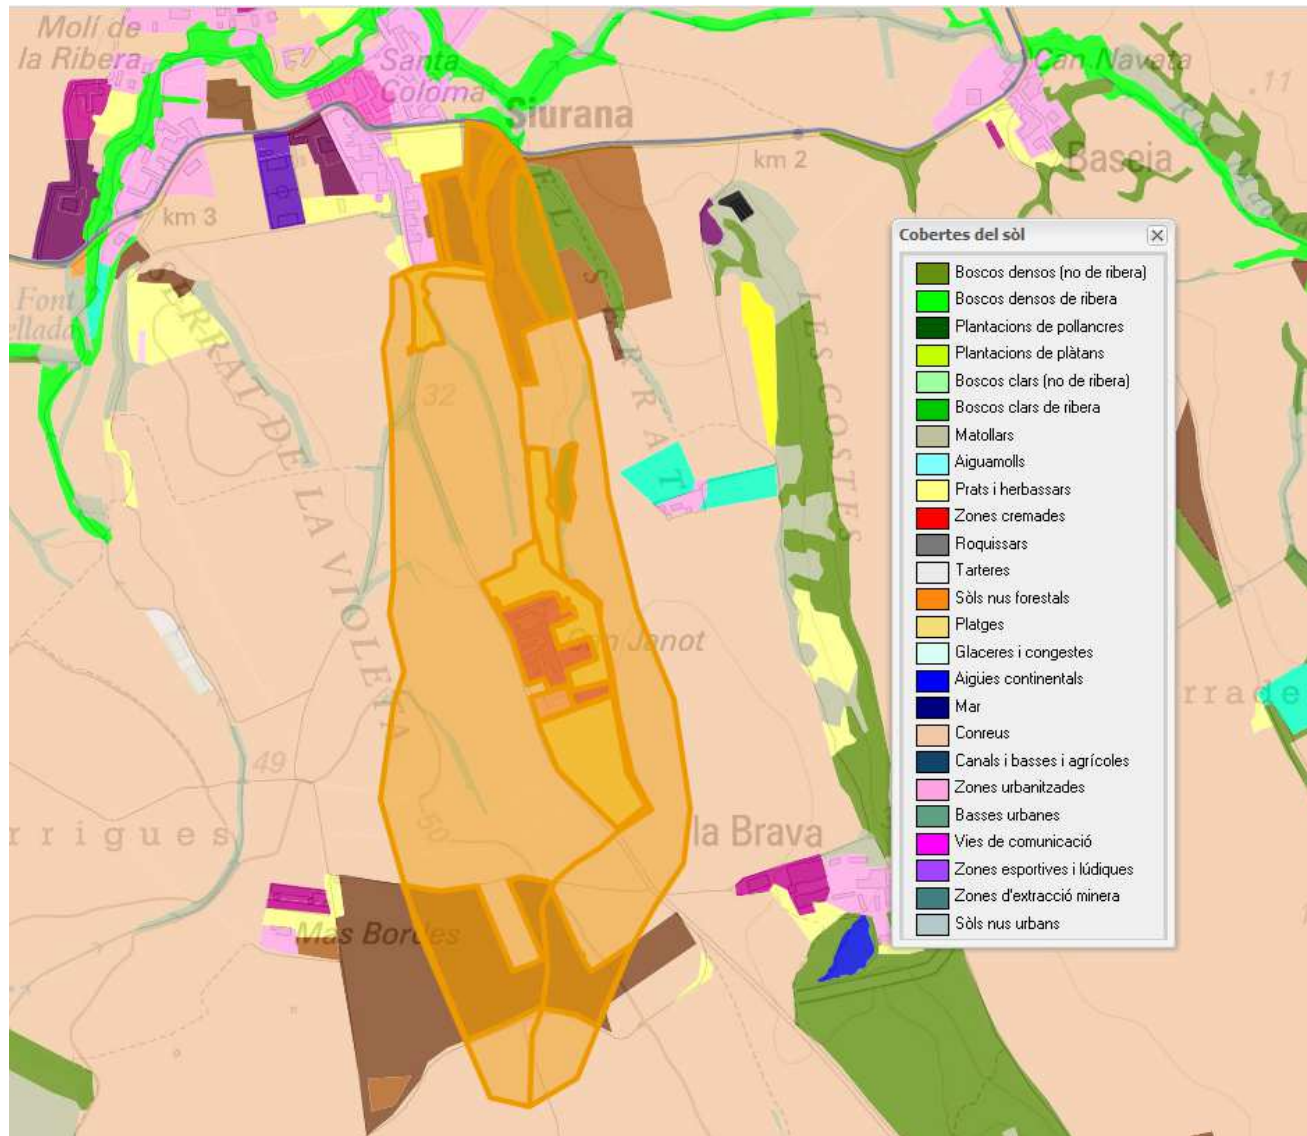 Molí de
la Ribera
Santa
Coloma
Siurana
Can Navata
11
Rec Madral
km 2
Baseia
km 3
Font
ellada
EL SERRAT
LES COSTES
SERRAT DE LA VIOLETA
32
Can Janot
49
50
rrigues
la Brava
Mas Bordes
rrade
Cobertes del sòl
Boscos densos (no de ribera)
Boscos densos de ribera
Plantacions de pollancres
Plantacions de plàtans
Boscos clars (no de ribera)
Boscos clars de ribera
Matollars
Aiguamolls
Prats i herbassars
Zones cremades
Roquissars
Tarteres
Sòls nus forestals
Platges
Glaceres i congestes
Aigües continentals
Mar
Conreus
Canals i basses i agrícoles
Zones urbanitzades
Basses urbanes
Vies de comunicació
Zones esportives i lúdiques
Zones d'extracció minera
Sòls nus urbans